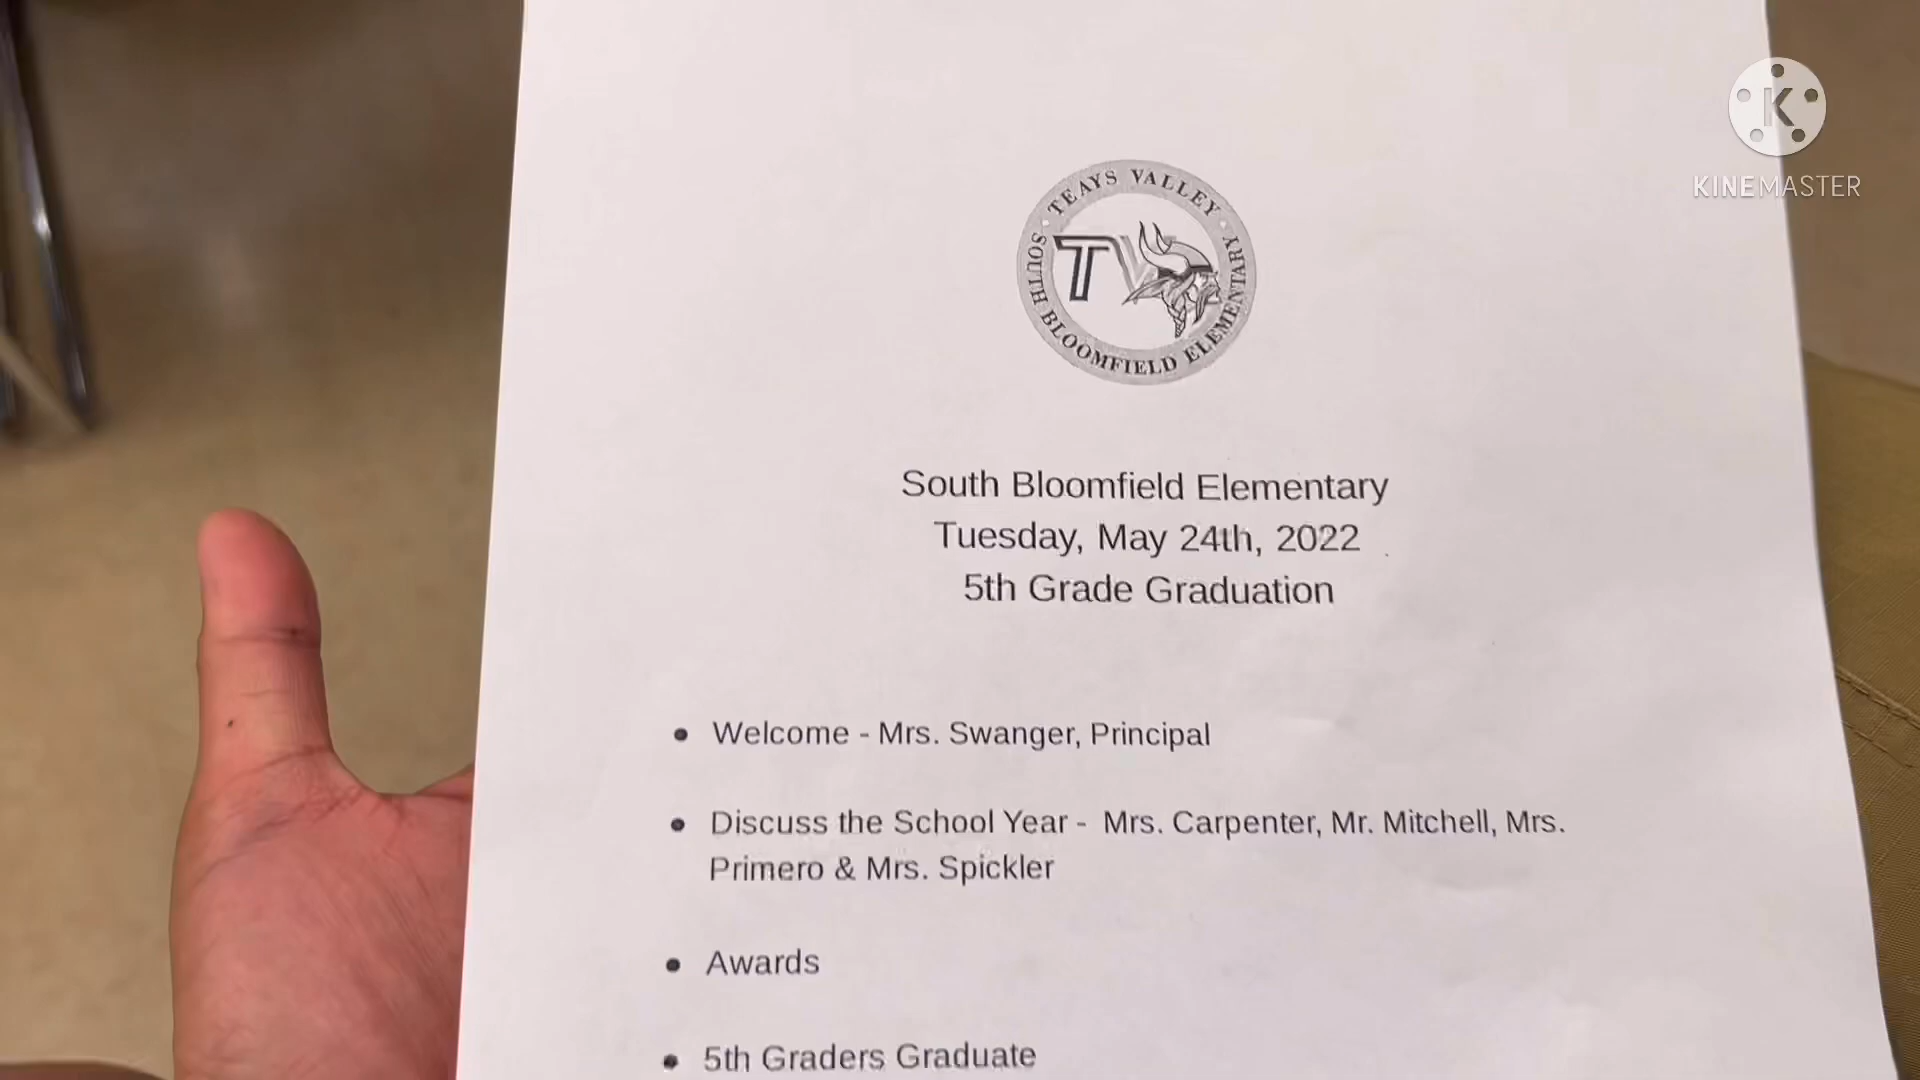 TEAYS VALLEY
TV
SOUTH BLOOMFIELD ELEMENTARY
K
KINEMASTER
South Bloomfield Elementary
Tuesday, May 24th, 2022
5th Grade Graduation
• Welcome - Mrs. Swanger, Principal
• Discuss the School Year - Mrs. Carpenter, Mr. Mitchell, Mrs.
Primero & Mrs. Spickler
• Awards
• 5th Graders Graduate